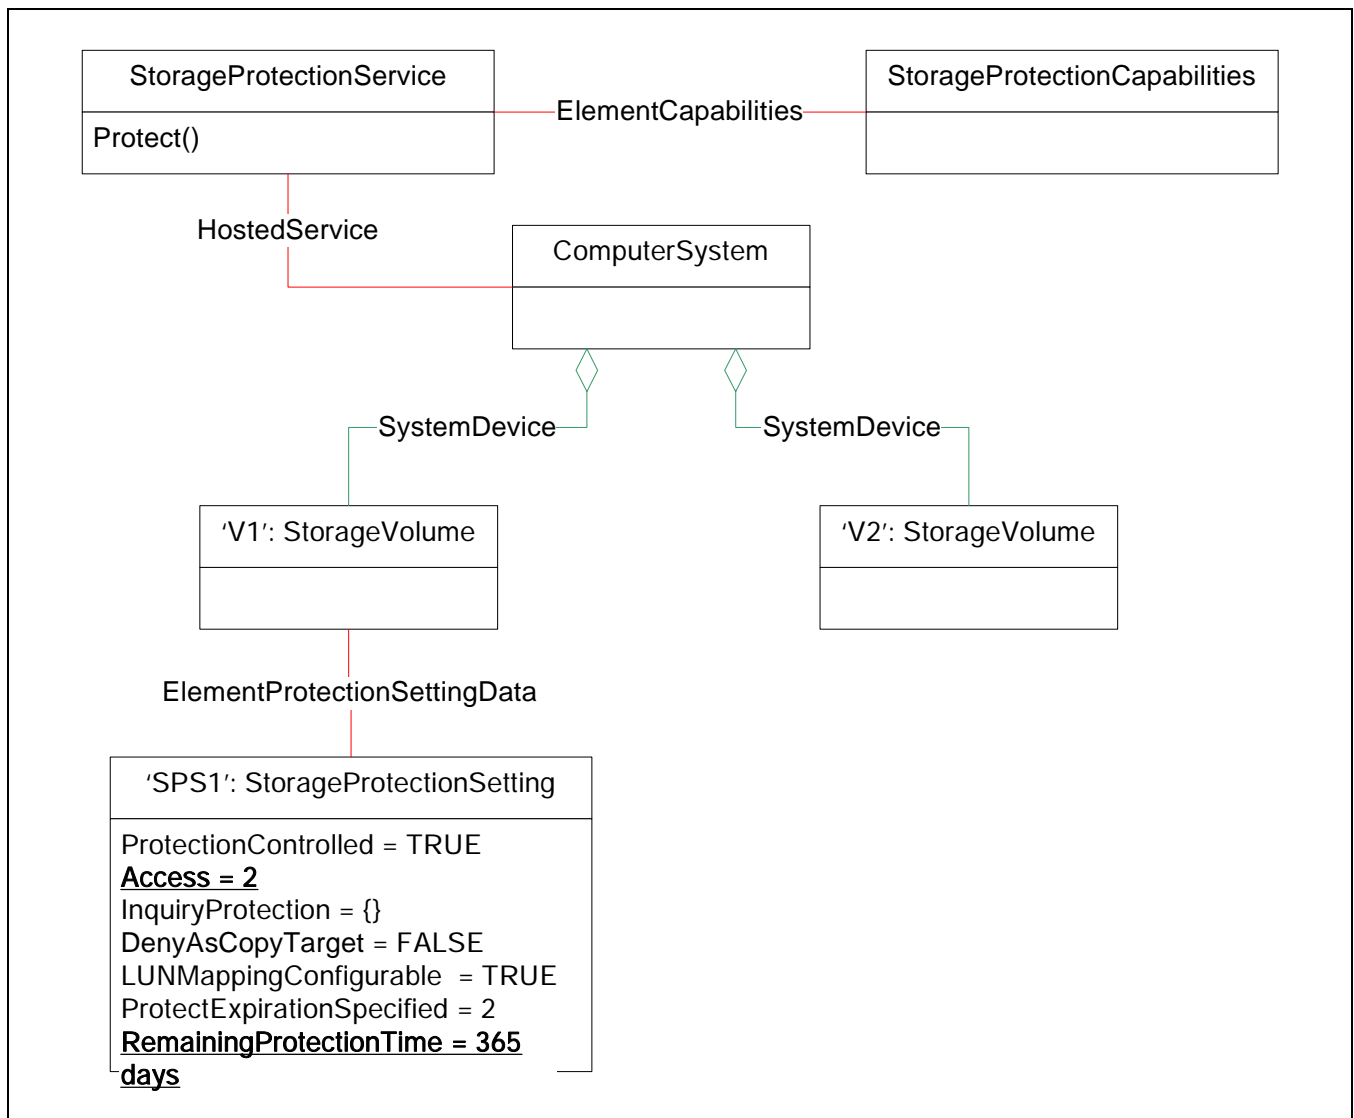 StorageProtectionService
StorageProtectionCapabilities
ElementCapabilities
Protect()
HostedService
ComputerSystem
SystemDevice
SystemDevice
‘V1’: StorageVolume
‘V2’: StorageVolume
ElementProtectionSettingData
‘SPS1’: StorageProtectionSetting
ProtectionControlled = TRUE
Access = 2
InquiryProtection = {}
DenyAsCopyTarget = FALSE
LUNMappingConfigurable = TRUE
ProtectExpirationSpecified = 2
RemainingProtectionTime = 365
days